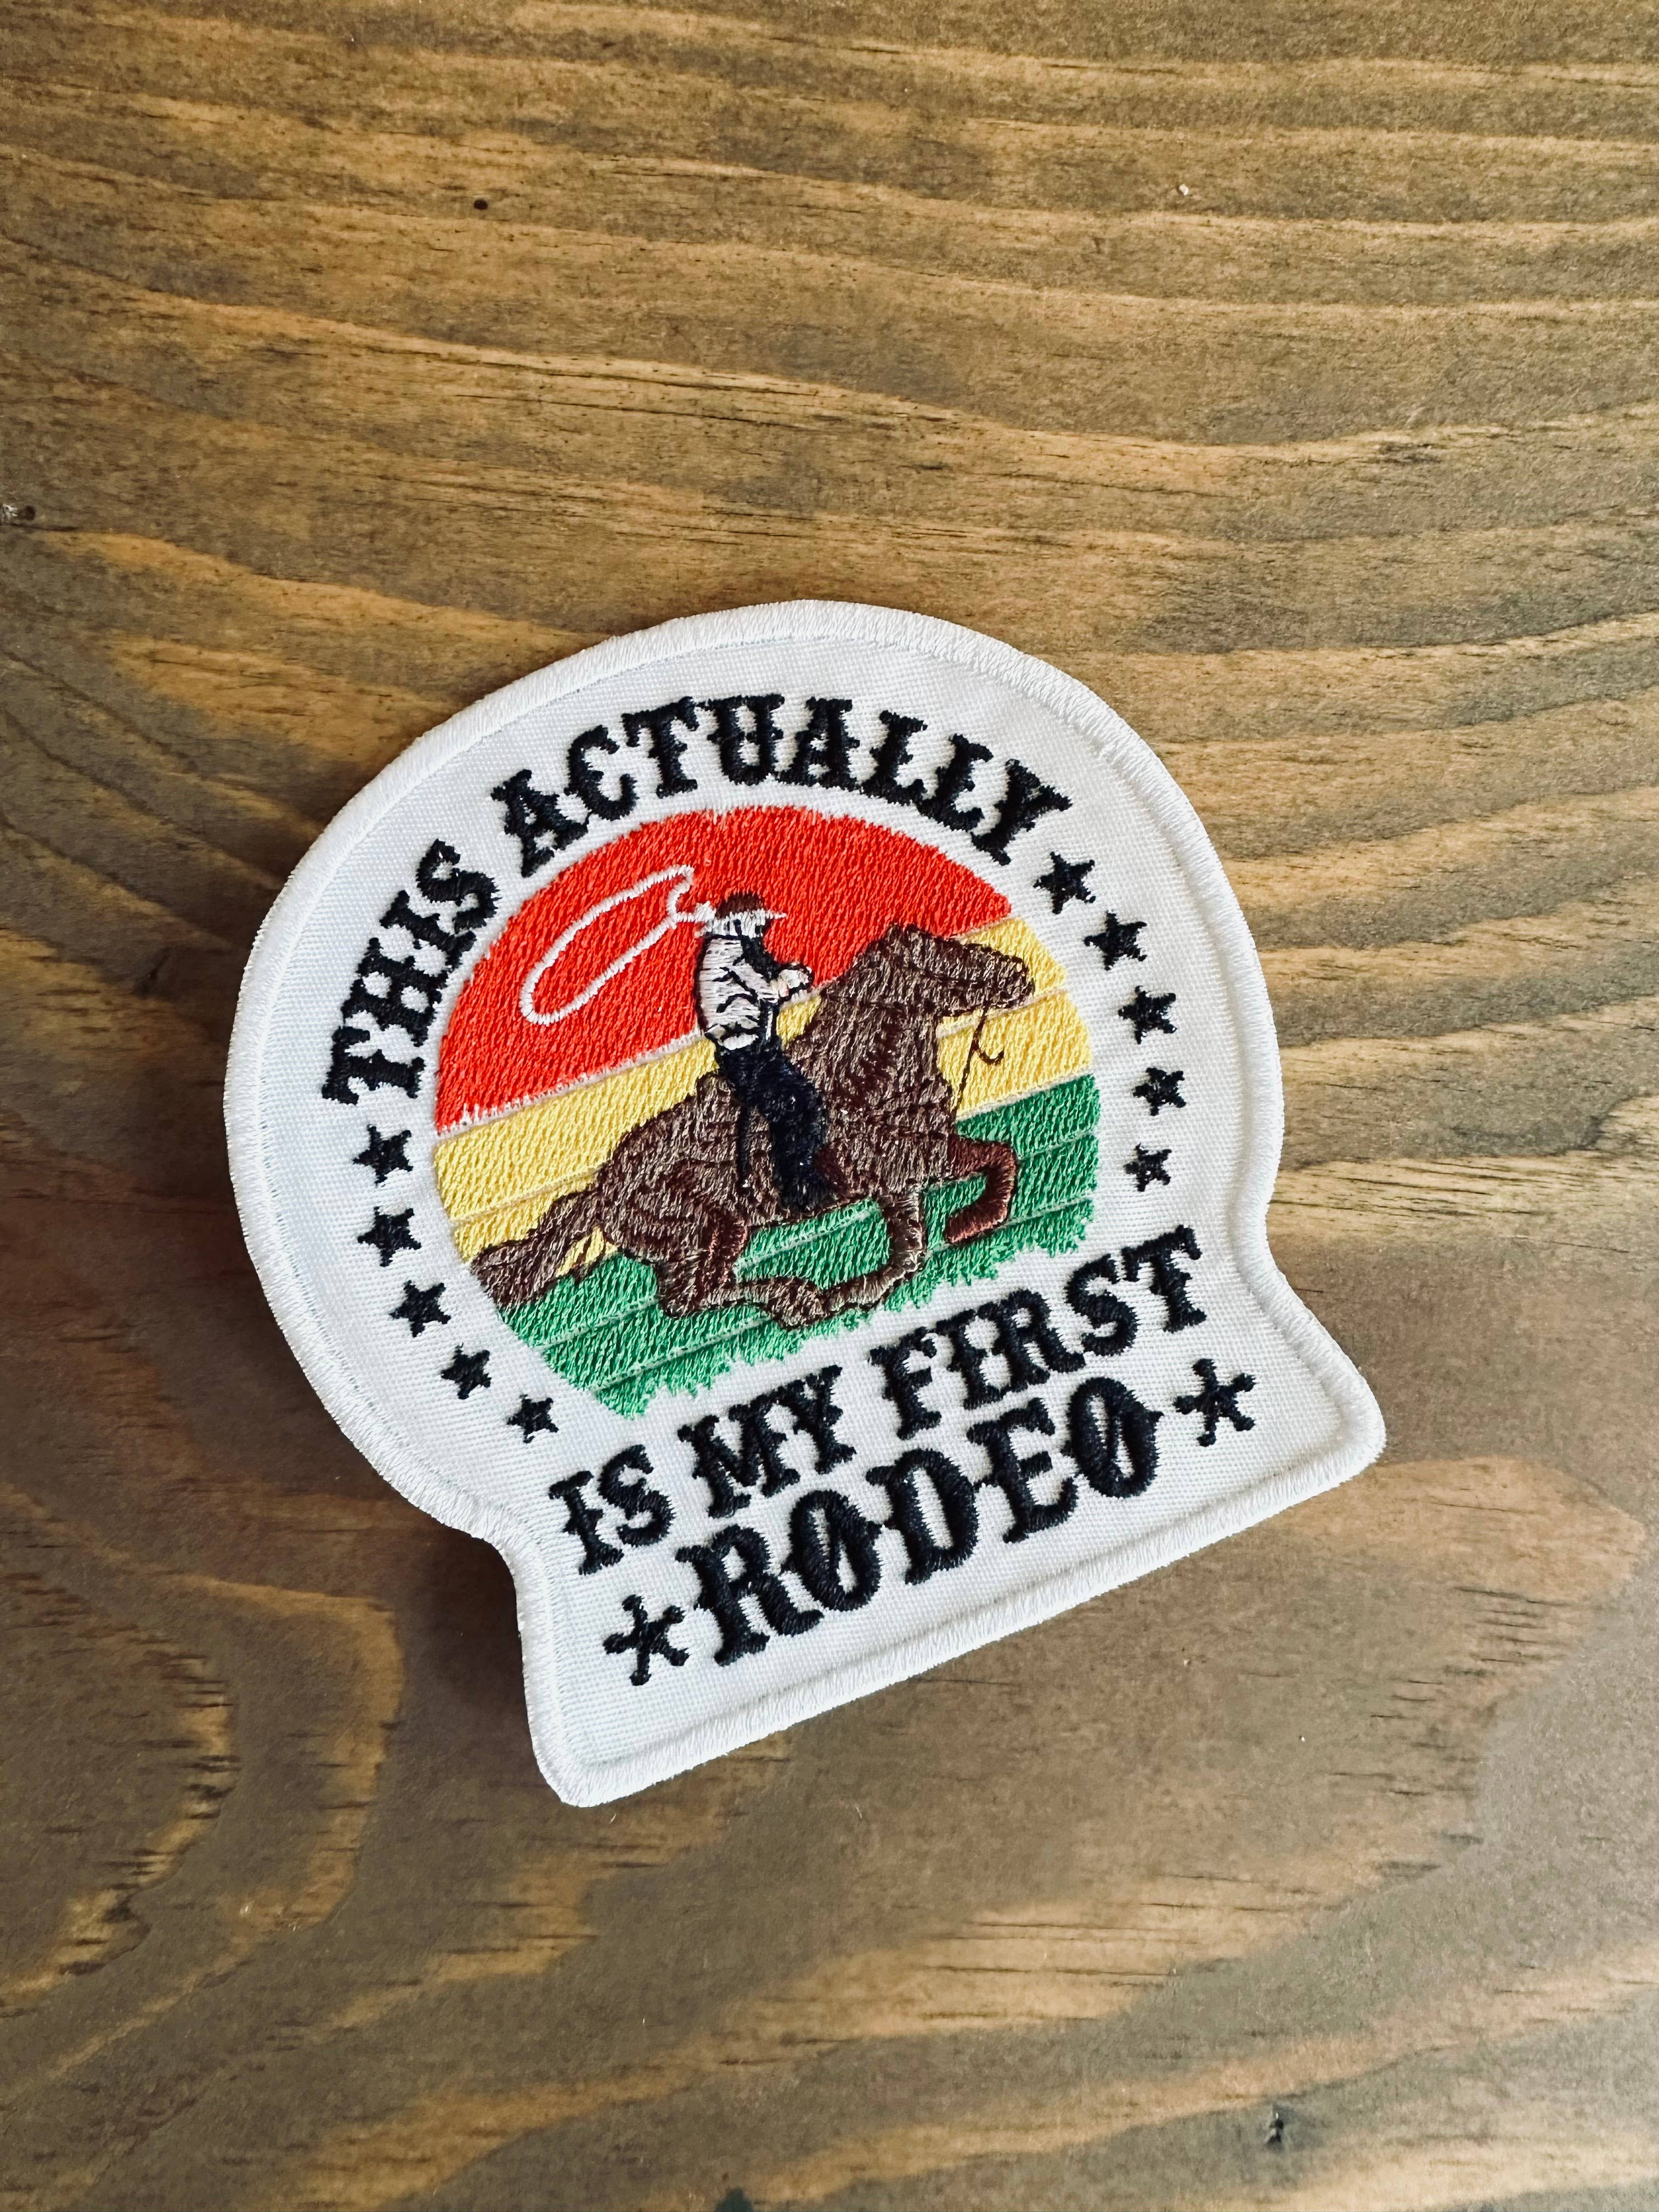 THIS ACTUALLY
IS MY FIRST
RODEO